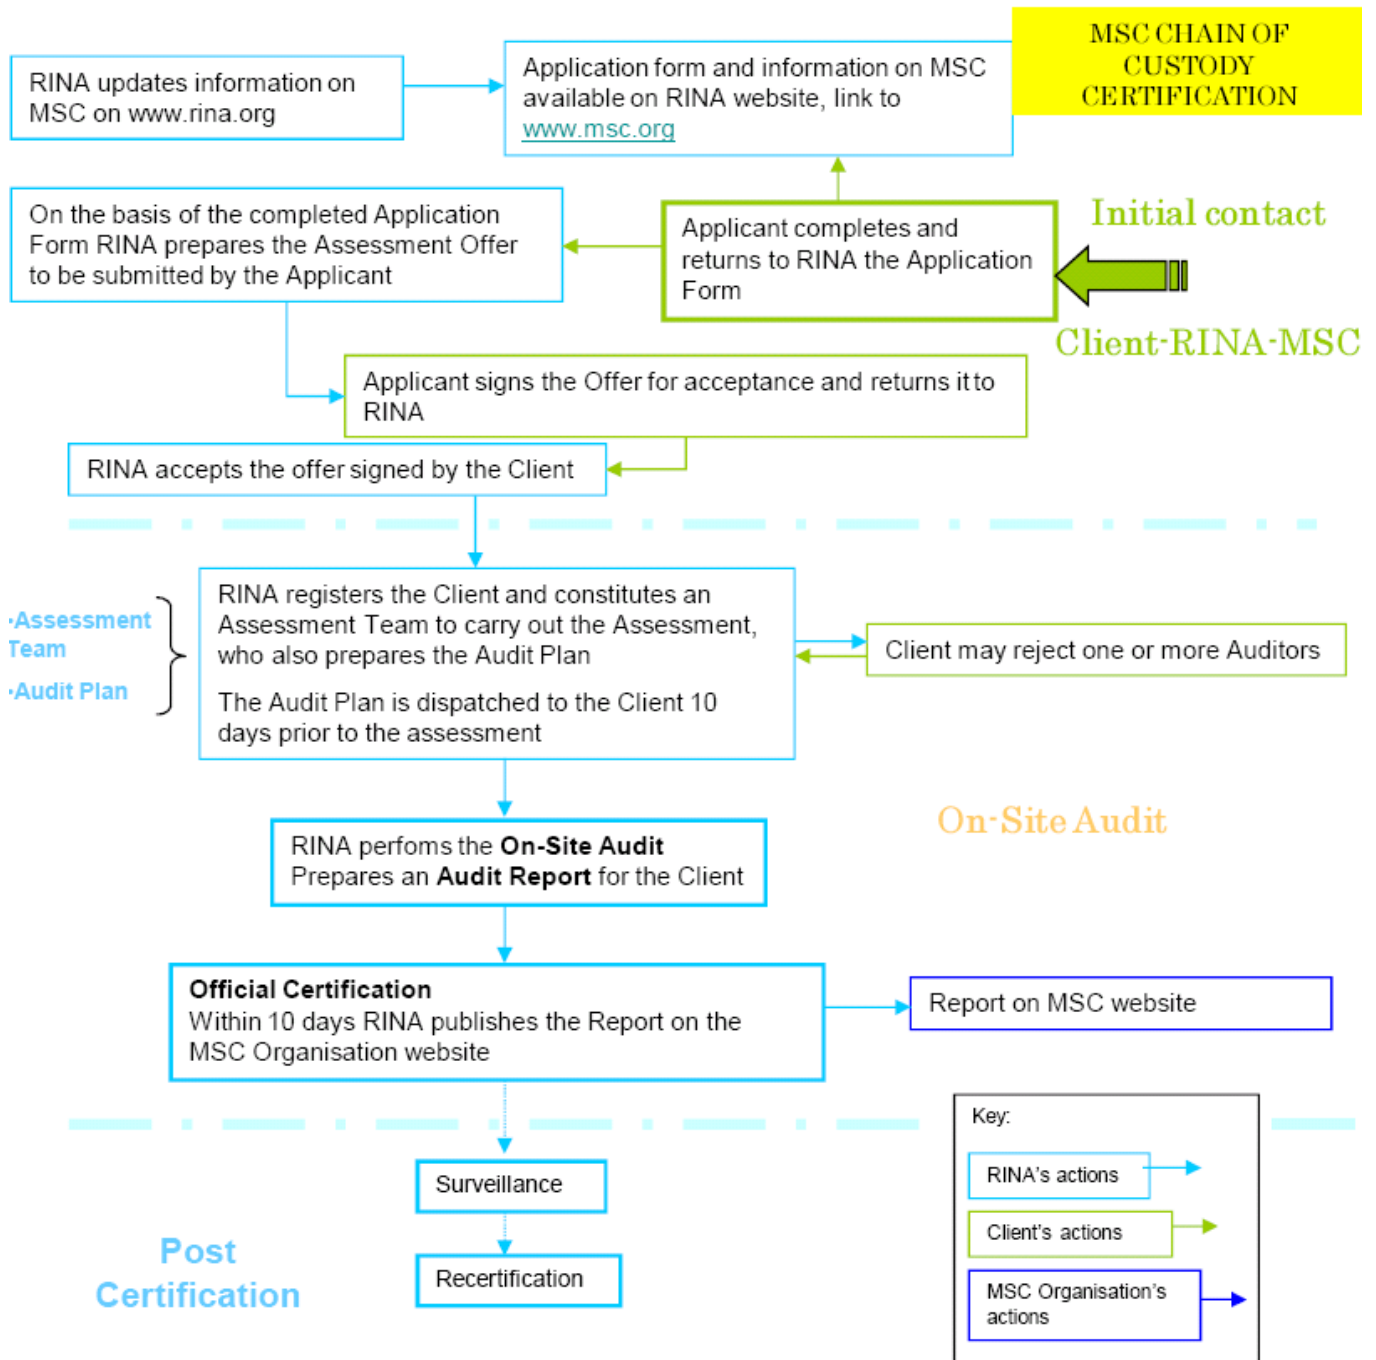 MSC CHAIN OF
CUSTODY
CERTIFICATION
RINA updates information on
MSC on www.rina.org
Application form and information on MSC
available on RINA website, link to
www.msc.org
On the basis of the completed Application
Form RINA prepares the Assessment Offer
to be submitted by the Applicant
Applicant completes and
returns to RINA the Application
Form
Initial contact
Client-RINA-MSC
Applicant signs the Offer for acceptance and returns it to
RINA
RINA accepts the offer signed by the Client
•Assessment
Team
•Audit Plan
RINA registers the Client and constitutes an
Assessment Team to carry out the Assessment,
who also prepares the Audit Plan
The Audit Plan is dispatched to the Client 10
days prior to the assessment
Client may reject one or more Auditors
On-Site Audit
RINA perfoms the On-Site Audit
Prepares an Audit Report for the Client
Official Certification
Within 10 days RINA publishes the Report on the
MSC Organisation website
Report on MSC website
Surveillance
Recertification
Post
Certification
Key:
RINA's actions
Client's actions
MSC Organisation's
actions